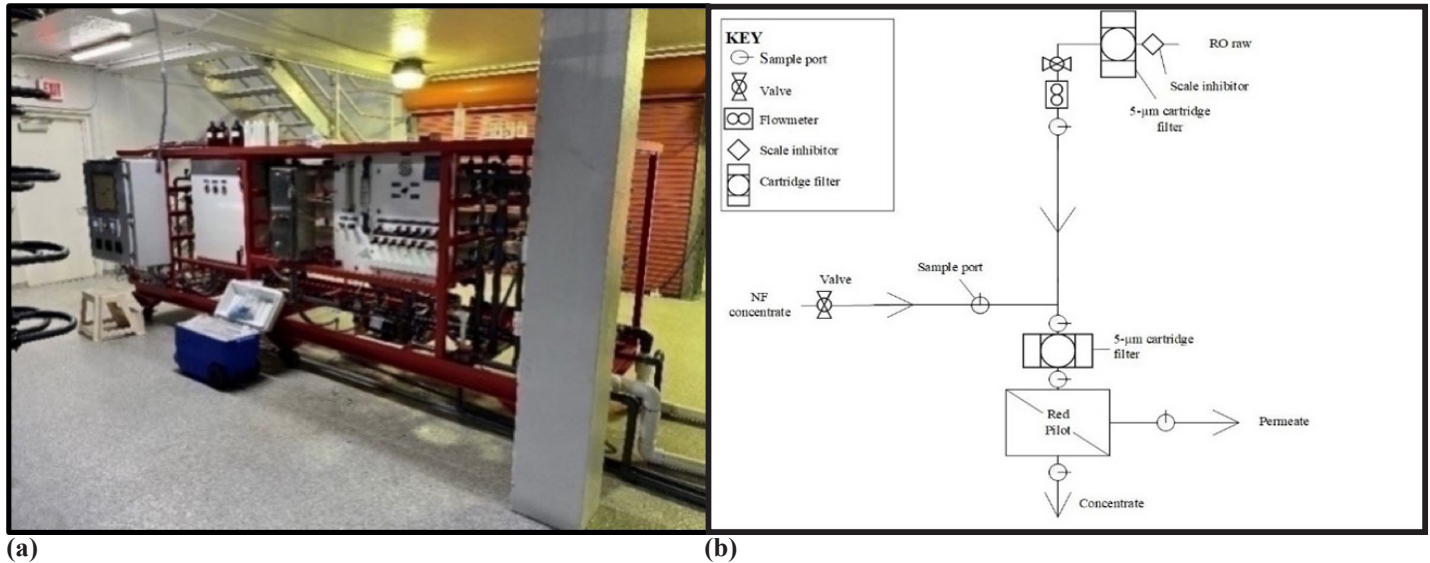 EXIT
KEY
Sample port
Valve
Flowmeter
Scale inhibitor
Cartridge filter
RO raw
Scale inhibitor
5-μm cartridge
filter
Sample port
Valve
NF
concentrate
5-μm cartridge
filter
Red
Pilot
Permeate
Concentrate
(a)
(b)